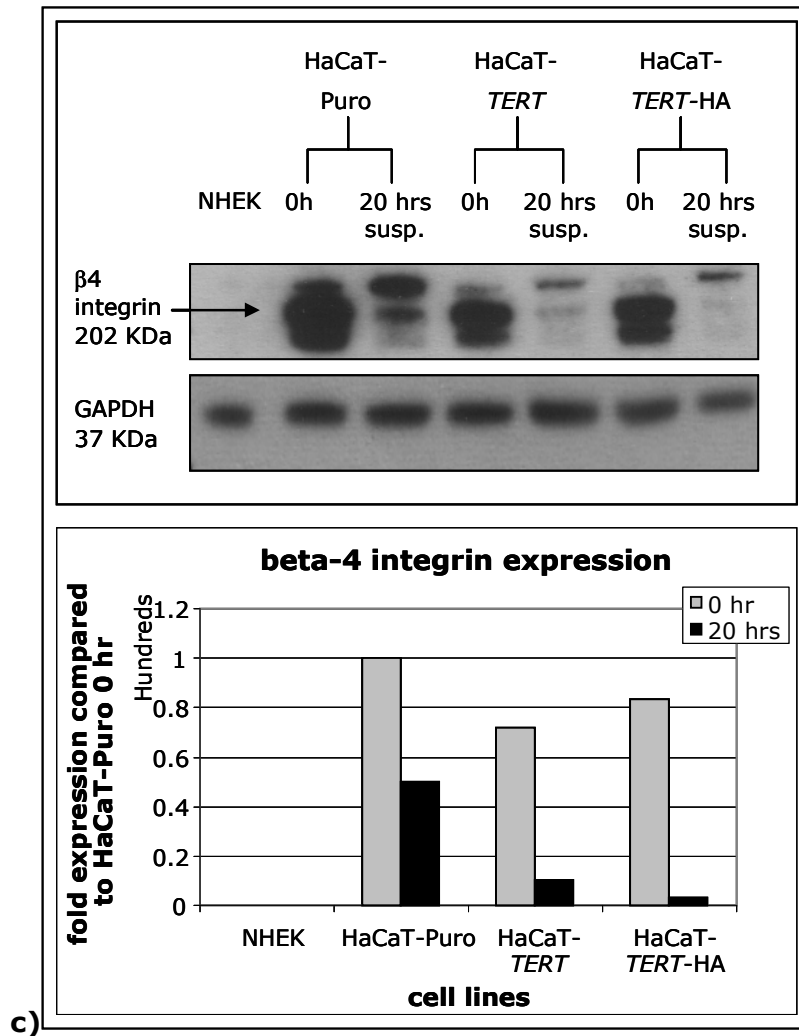 HaCaT-
Puro
HaCaT-
TERT
HaCaT-
TERT-HA
NHEK 0h 20 hrs susp. 0h 20 hrs susp. 0h 20 hrs susp.
β4
integrin
202 KDa
GAPDH
37 KDa
beta-4 integrin expression
0 hr
20 hrs
fold expression compared
to HaCaT-Puro 0 hr
Hundreds
1.2
1
0.8
0.6
0.4
0.2
0
NHEK
HaCaT-Puro
HaCaT-
TERT
HaCaT-
TERT-HA
cell lines
c)